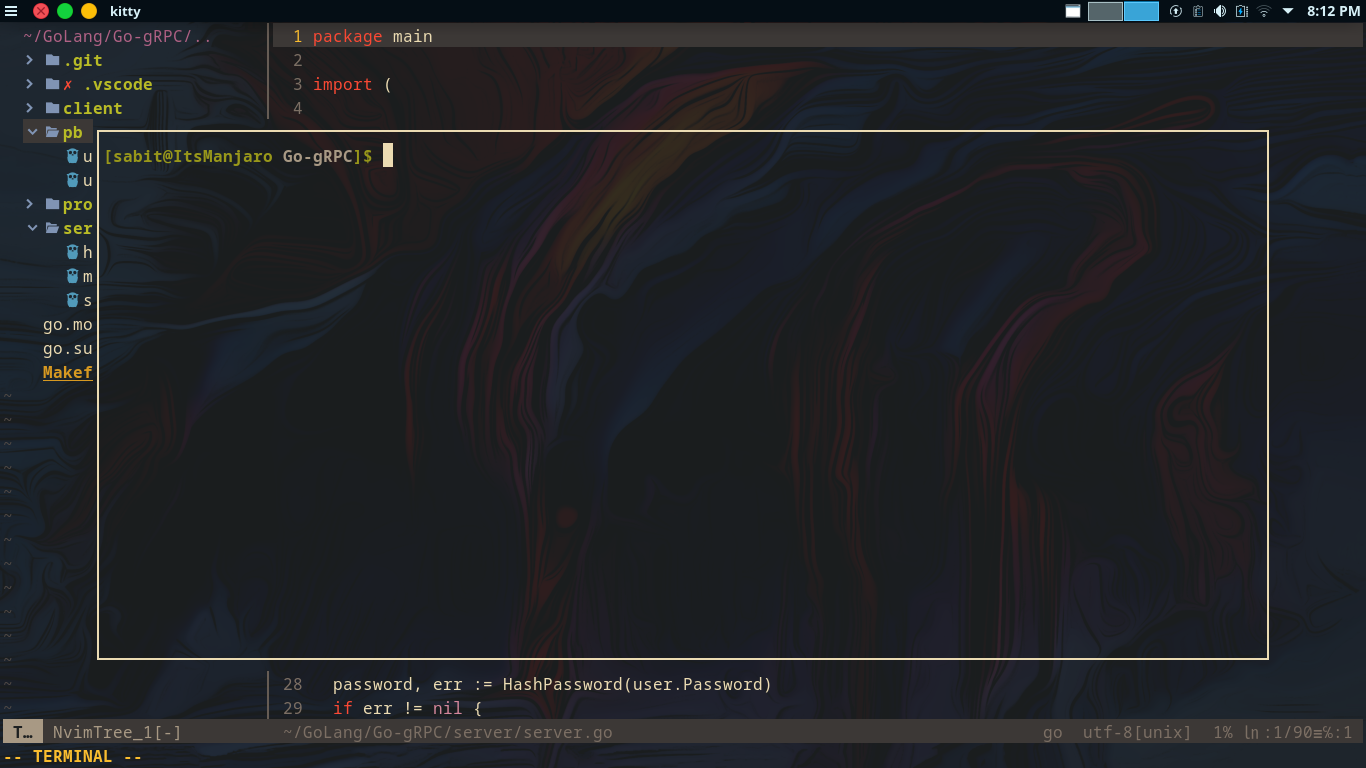 kitty
8:12 PM
~/GoLang/Go-gRPC/..
.git
✗ .vscode
client
pb
u
u
pro
ser
h
m
s
go.mo
go.su
Makef
~
~
~
~
~
~
~
~
~
~
~
~
~
~
1 package main
2
3 import (
4
[sabit@ItsManjaro Go-gRPC]$
28 password, err := HashPassword(user.Password)
29 if err != nil {
T… NvimTree_1[-] ~/GoLang/Go-gRPC/server/server.go go utf-8[unix] 1% ln:1/90≡℅:1
-- TERMINAL --